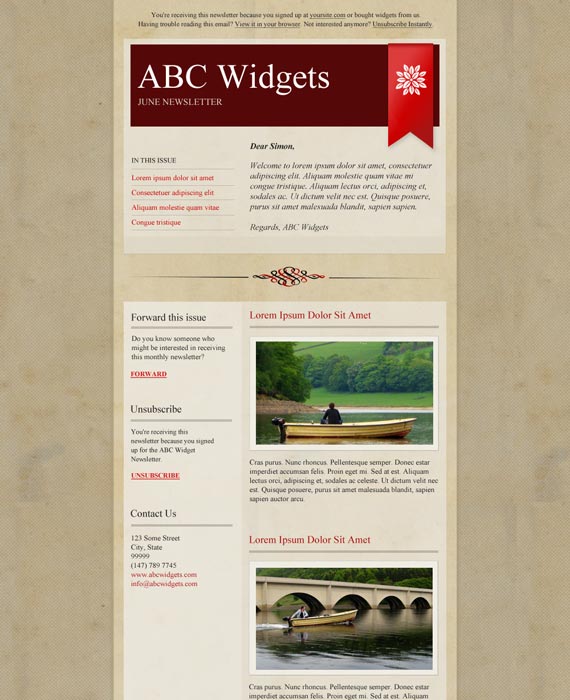 You're receiving this newsletter because you signed up at yoursite.com or bought widgets from us.
Having trouble reading this email? View it in your browser. Not interested anymore? Unsubscribe Instantly.
ABC Widgets
JUNE NEWSLETTER
IN THIS ISSUE
Lorem ipsum dolor sit amet
Consectetuer adipiscing elit
Aliquam molestie quam vitae
Congue tristique
Dear Simon,
Welcome to lorem ipsum dolor sit amet, consectetuer
adipiscing elit. Aliquam molestie quam vitae mi
congue tristique. Aliquam lectus orci, adipiscing et,
sodales ac. Ut dictum velit nec est. Quisque posuere,
purus sit amet malesuada blandit, sapien sapien.
Regards, ABC Widgets
Forward this issue
Do you know someone who
might be interested in receiving
this monthly newsletter?
FORWARD
Unsubscribe
You're receiving this
newsletter because you signed
up for the ABC Widget
Newsletter.
UNSUBSCRIBE
Contact Us
123 Some Street
City, State
99999
(147) 789 7745
www.abcwidgets.com
info@abcwidgets.com
Lorem Ipsum Dolor Sit Amet
Cras purus. Nunc rhoncus. Pellentesque semper. Donec estar
imperdiet accumsan felis. Proin eget mi. Sed at est. Aliquam
lectus orci, adipiscing et, sodales ac celeste. Ut dictum velit nec
est. Quisque posuere, purus sit amet malesuada blandit, sapien
sapien auctor arcu.
Lorem Ipsum Dolor Sit Amet
Cras purus. Nunc rhoncus. Pellentesque semper. Donec estar
imperdiet accumsan felis. Proin eget mi. Sed at est. Aliquam